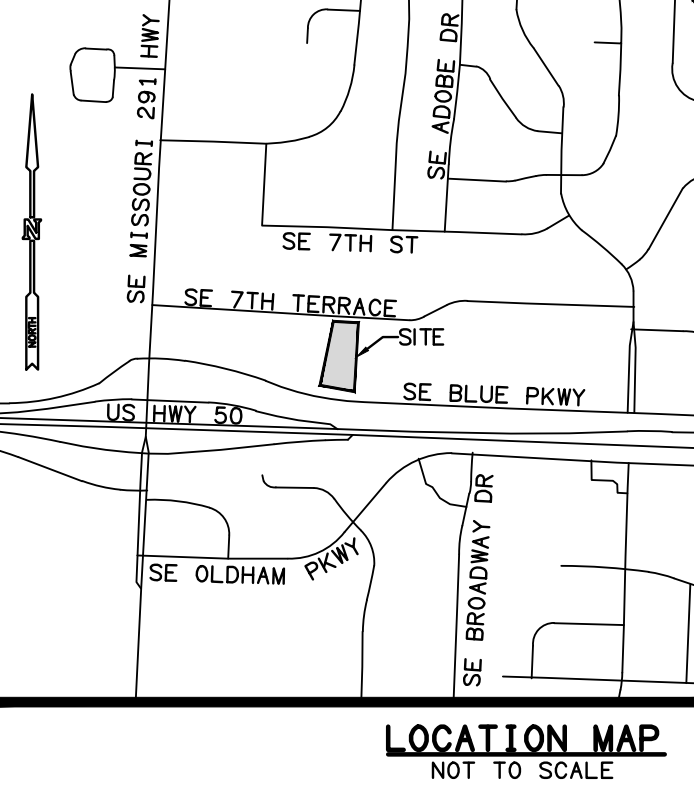 SE MISSOURI 291 HWY
SE ADOBE DR
N
NORTH
SE 7TH ST
SE 7TH TERRACE
SITE
SE BLUE PKWY
US HWY 50
SE OLDHAM PKWY
SE BROADWAY DR
LOCATION MAP
NOT TO SCALE